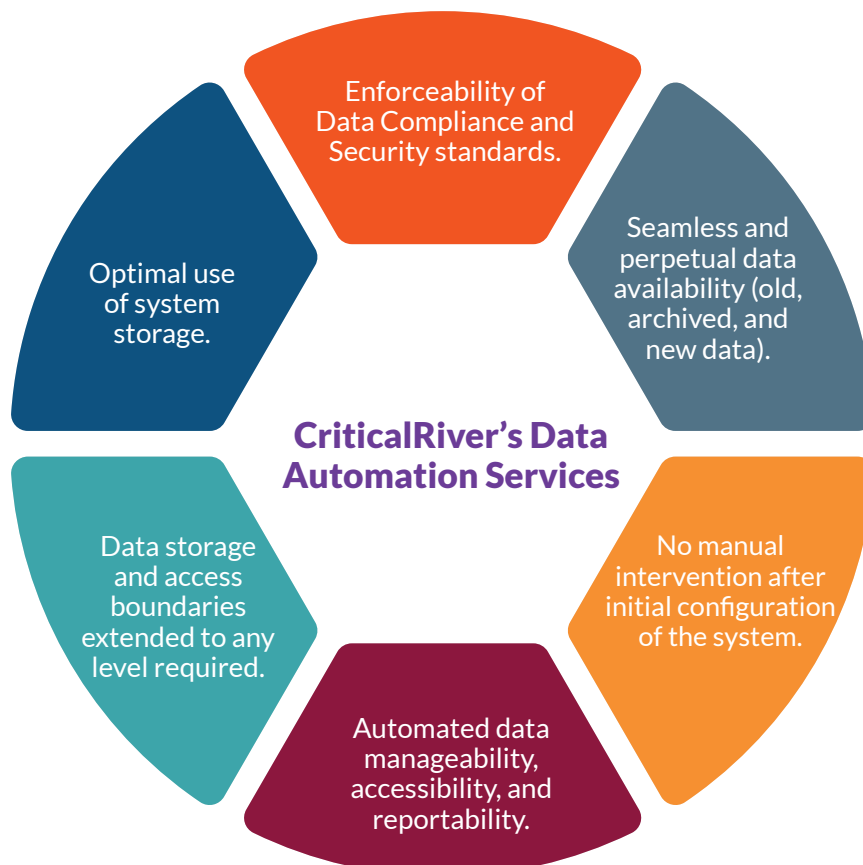 Enforceability of
Data Compliance and
Security standards.
Seamless and
perpetual data
availability (old,
archived, and
new data).
No manual
intervention after
initial configuration
of the system.
Automated data
manageability,
accessibility, and
reportability.
Data storage
and access
boundaries
extended to any
level required.
Optimal use
of system
storage.
CriticalRiver’s Data
Automation Services